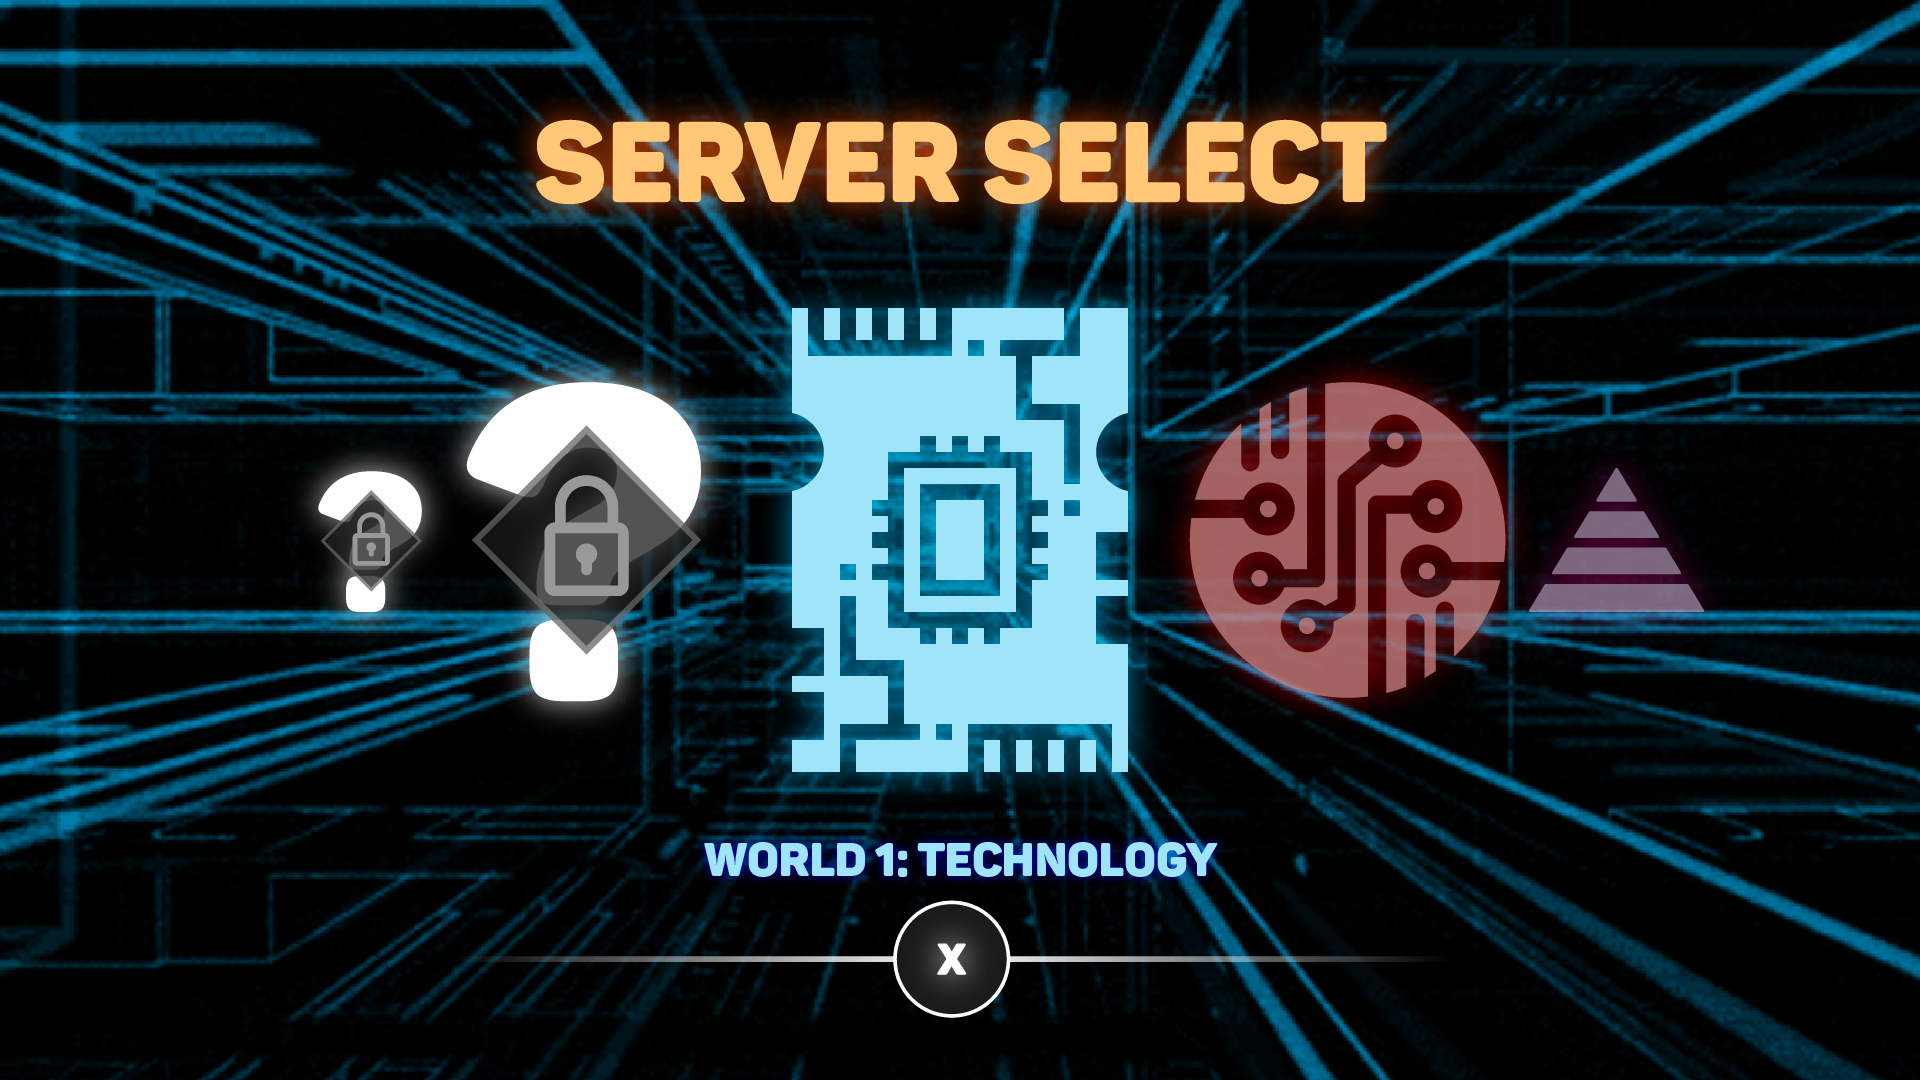 SERVER SELECT
? ?
WORLD 1: TECHNOLOGY
X